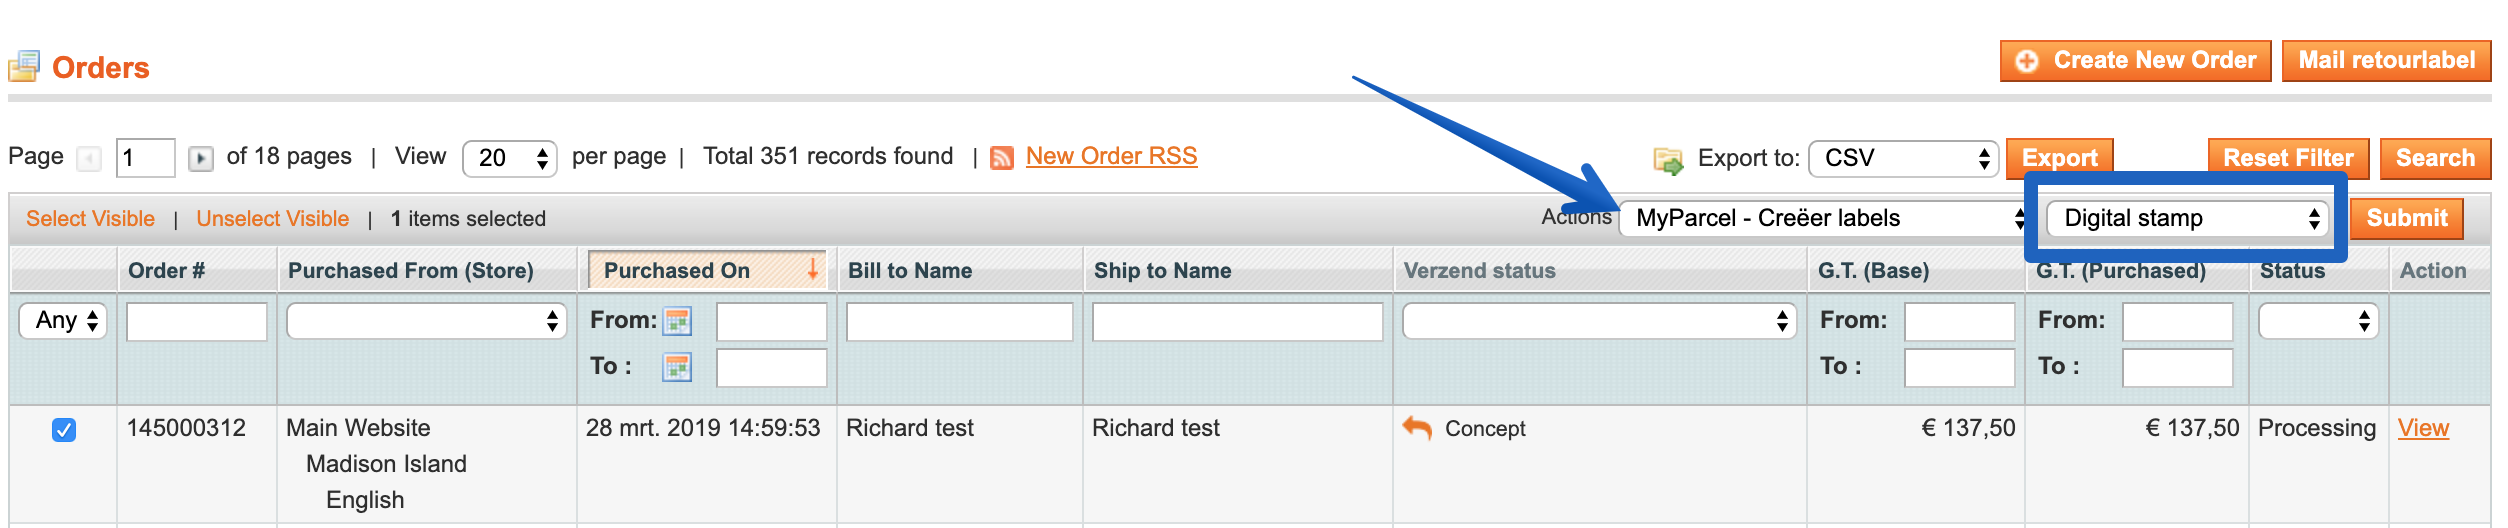 Orders
Create New Order
Mail retourlabel
Page 1 of 18 pages | View 20 per page | Total 351 records found | New Order RSS
Export to: CSV Export Reset Filter Search
Select Visible | Unselect Visible | 1 items selected
Actions MyParcel - Creëer labels Digital stamp Submit
Order # Purchased From (Store) Purchased On Bill to Name Ship to Name Verzend status G.T. (Base) G.T. (Purchased) Status Action
Any From: From: From:
To : To : To :
145000312 Main Website 28 mrt. 2019 14:59:53 Richard test Richard test Concept € 137,50 € 137,50 Processing View
Madison Island
English